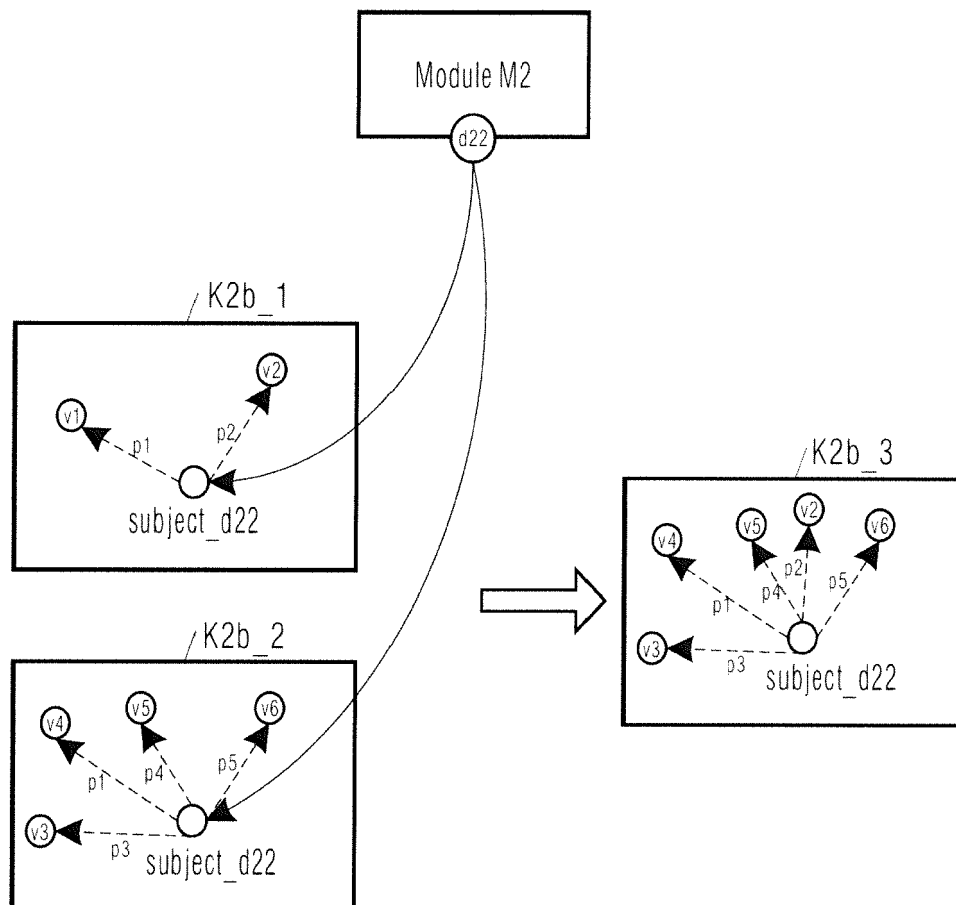 Module M2
d22
K2b_1
v2
v1
p1
p2
subject_d22
K2b_2
v4
v5
v6
p1
p4
p5
v3
p3
subject_d22
K2b_3
v4
v5
v2
v6
p1
p4
p2
p5
v3
p3
subject_d22